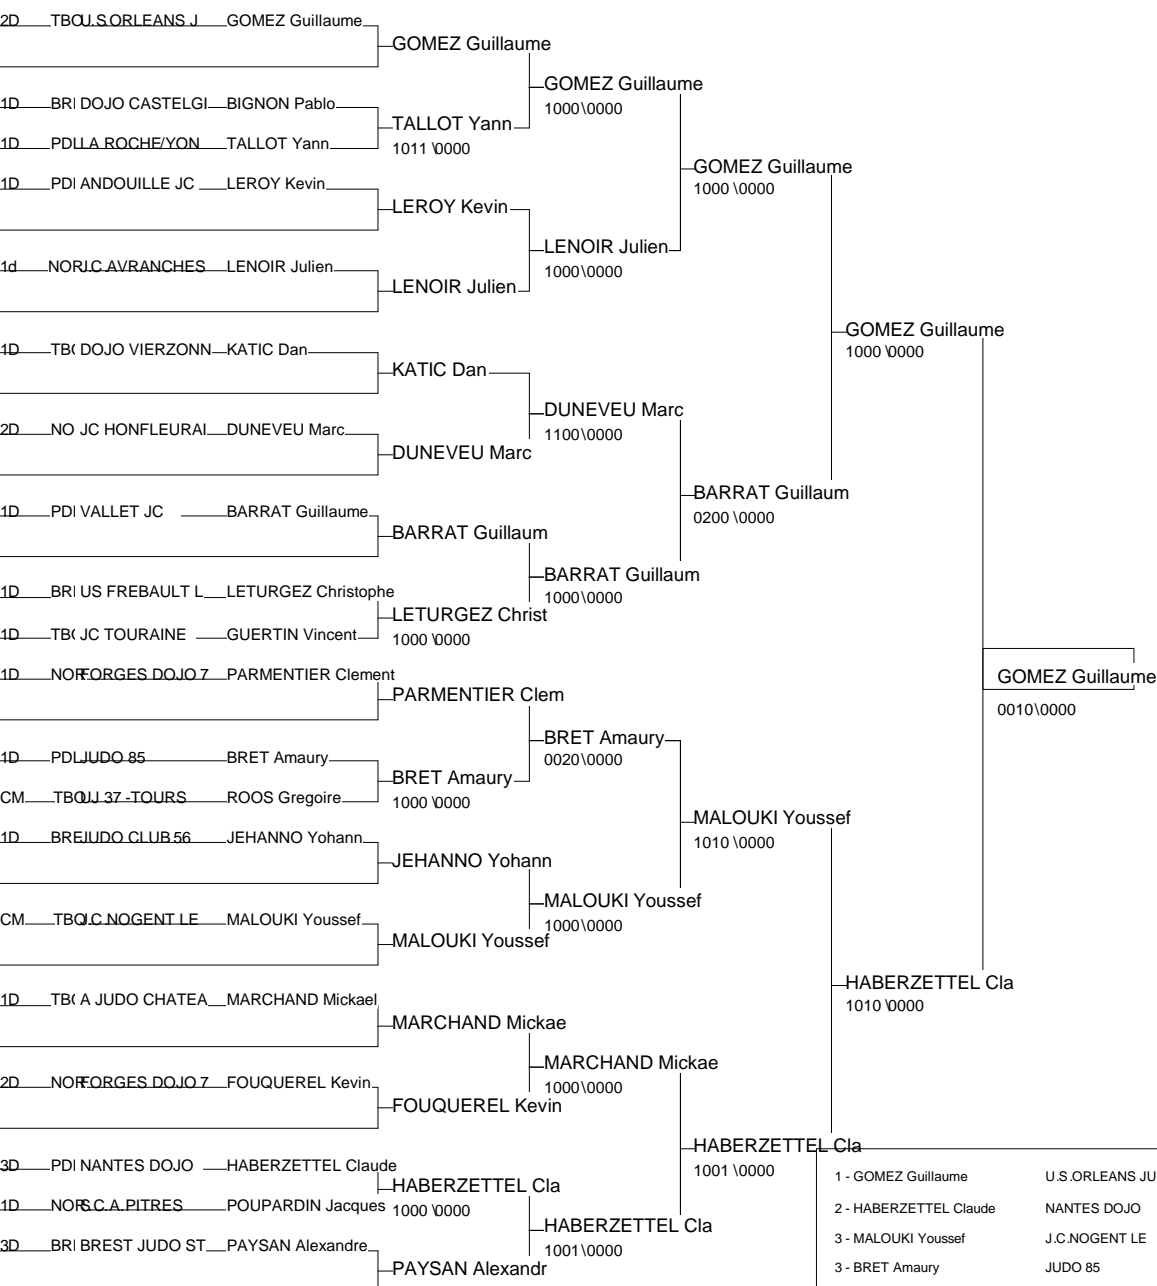 2D TBO U.S.ORLEANS J GOMEZ Guillaume
GOMEZ Guillaume
GOMEZ Guillaume
1000\0000
1D BRI DOJO CASTELGI BIGNON Pablo
TALLOT Yann
1011 \0000
1D PDL LA ROCHE/YON TALLOT Yann
GOMEZ Guillaume
1000 \0000
1D PDI ANDOUILLE JC LEROY Kevin
LEROY Kevin
LENOIR Julien
1000\0000
1d NOR J.C.AVRANCHES LENOIR Julien
LENOIR Julien
GOMEZ Guillaume
1000 \0000
1D TB( DOJO VIERZONN KATIC Dan
KATIC Dan
DUNEVEU Marc
1100\0000
2D NO JC HONFLEURAI DUNEVEU Marc
DUNEVEU Marc
BARRAT Guillaum
0200 \0000
1D PDI VALLET JC BARRAT Guillaume
BARRAT Guillaum
BARRAT Guillaum
1000\0000
1D BRI US FREBAULT L LETURGEZ Christophe
LETURGEZ Christ
1000 \0000
1D TB( JC TOURAINE GUERTIN Vincent
GOMEZ Guillaume
0010\0000
1D NOR FORGES DOJO 7 PARMENTIER Clement
PARMENTIER Clem
BRET Amaury
0020\0000
1D PDL JUDO 85 BRET Amaury
BRET Amaury
1000 \0000
CM TBO UJ 37 -TOURS ROOS Gregoire
MALOUKI Youssef
1010 \0000
1D BRE JUDO CLUB 56 JEHANNO Yohann
JEHANNO Yohann
MALOUKI Youssef
1000\0000
CM TBO J.C.NOGENT LE MALOUKI Youssef
MALOUKI Youssef
HABERZETTEL Cla
1010 \0000
1D TB( A JUDO CHATEA MARCHAND Mickael
MARCHAND Mickae
MARCHAND Mickae
1000\0000
2D NOR FORGES DOJO 7 FOUQUEREL Kevin
FOUQUEREL Kevin
HABERZETTEL Cla
1001 \0000
3D PDI NANTES DOJO HABERZETTEL Claude
HABERZETTEL Cla
1000 \0000
1D NOR S.C.A.PITRES POUPARDIN Jacques
HABERZETTEL Cla
1001\0000
3D BRI BREST JUDO ST PAYSAN Alexandre
PAYSAN Alexandr
1 - GOMEZ Guillaume U.S.ORLEANS JU
2 - HABERZETTEL Claude NANTES DOJO
3 - MALOUKI Youssef J.C.NOGENT LE
3 - BRET Amaury JUDO 85